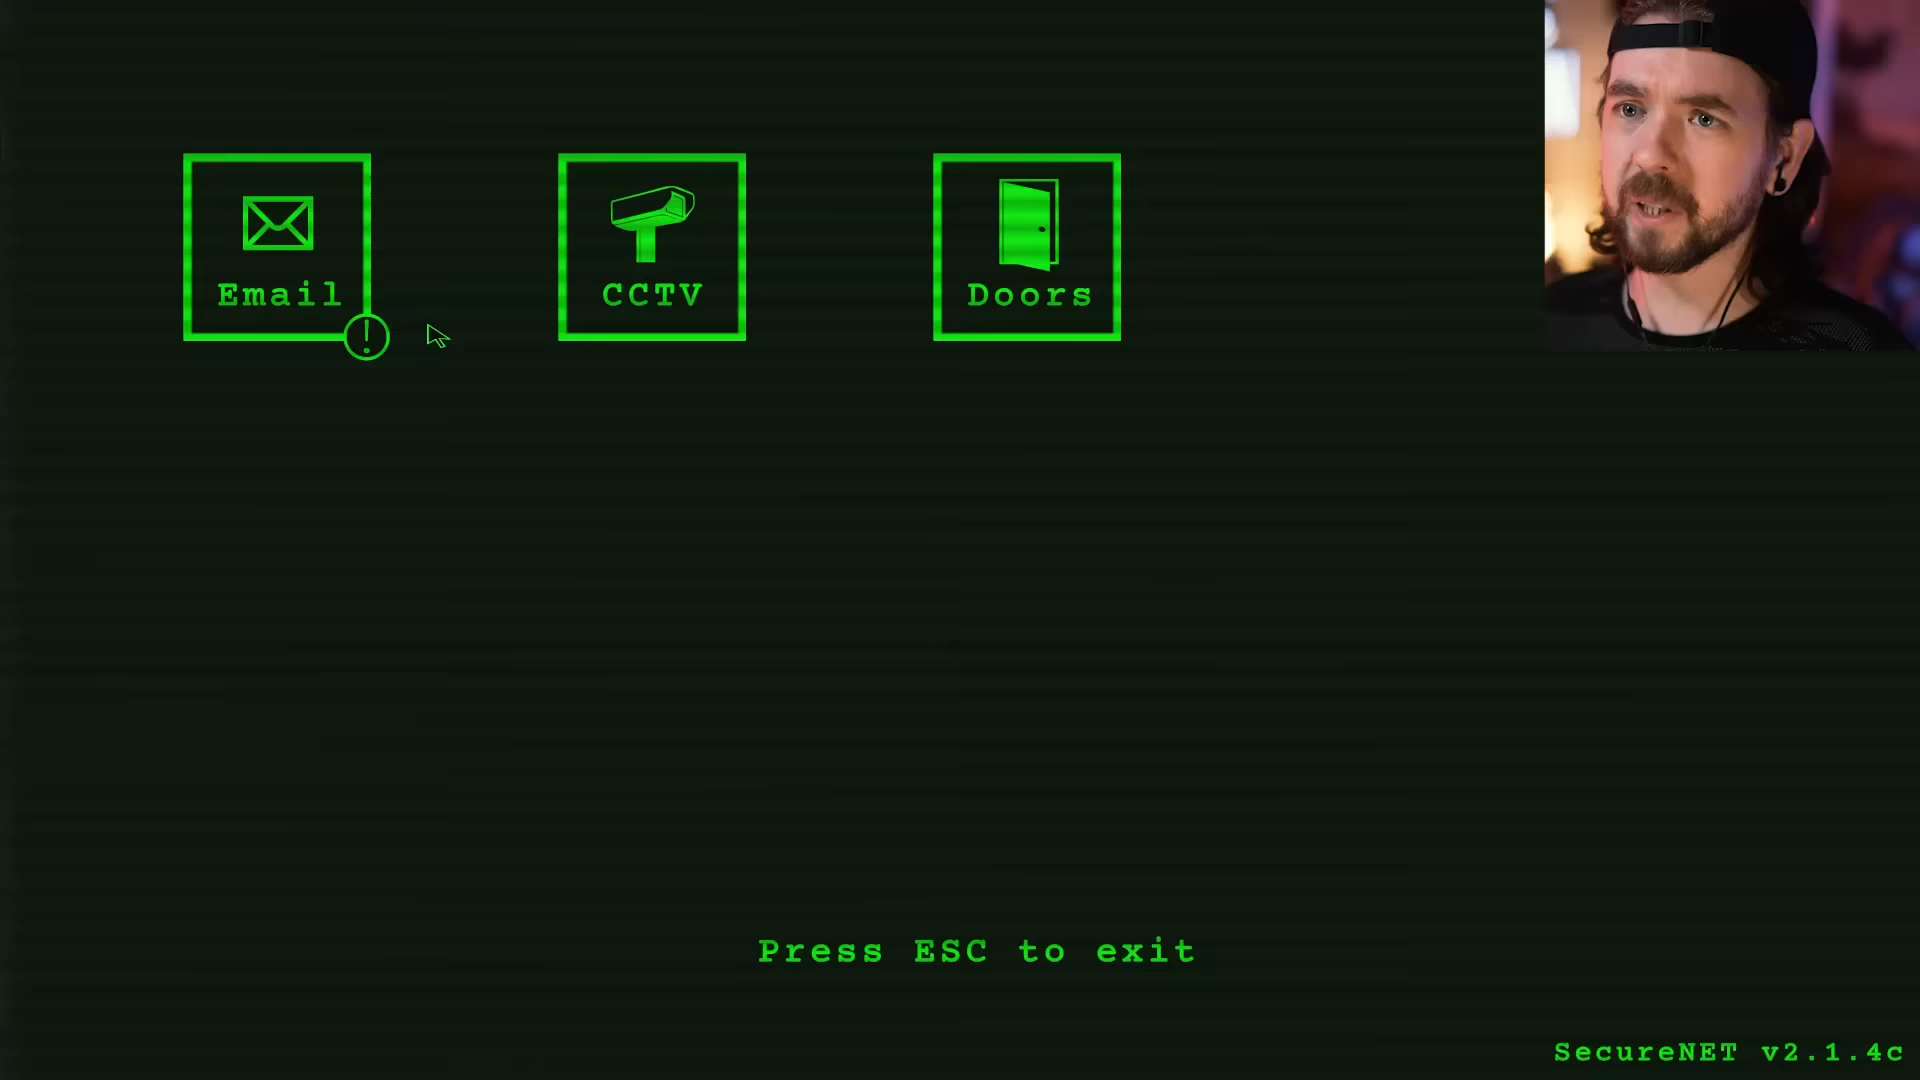 Email
CCTV
Doors
!
Press ESC to exit
SecureNET v2.1.4c